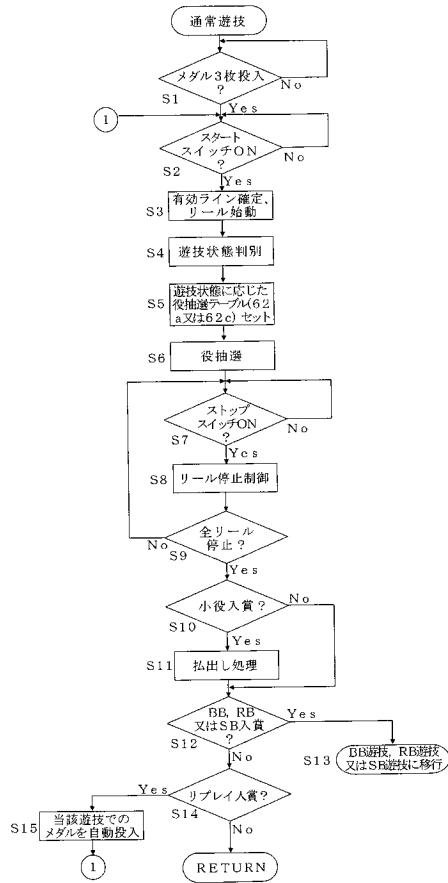 通常遊技
メダル3枚投入
?
No
S1
Yes
1
スタート
スイッチON
?
No
S2
Yes
有効ライン確定、
リール始動
S3
遊技状態判別
S4
遊技状態に応じた
役抽選テーブル(62
a又は62c)セット
S5
役抽選
S6
ストップ
スイッチON
?
No
S7
Yes
リール停止制御
S8
全リール
停止?
No
S9
Yes
小役入賞?
No
S10
Yes
払出し処理
S11
BB, RB
又はSB入賞
?
Yes
S12
No
BB遊技, RB遊技
又はSB遊技に移行
S13
リプレイ入賞?
Yes
S14
No
当該遊技での
メダルを自動投入
S15
1
RETURN